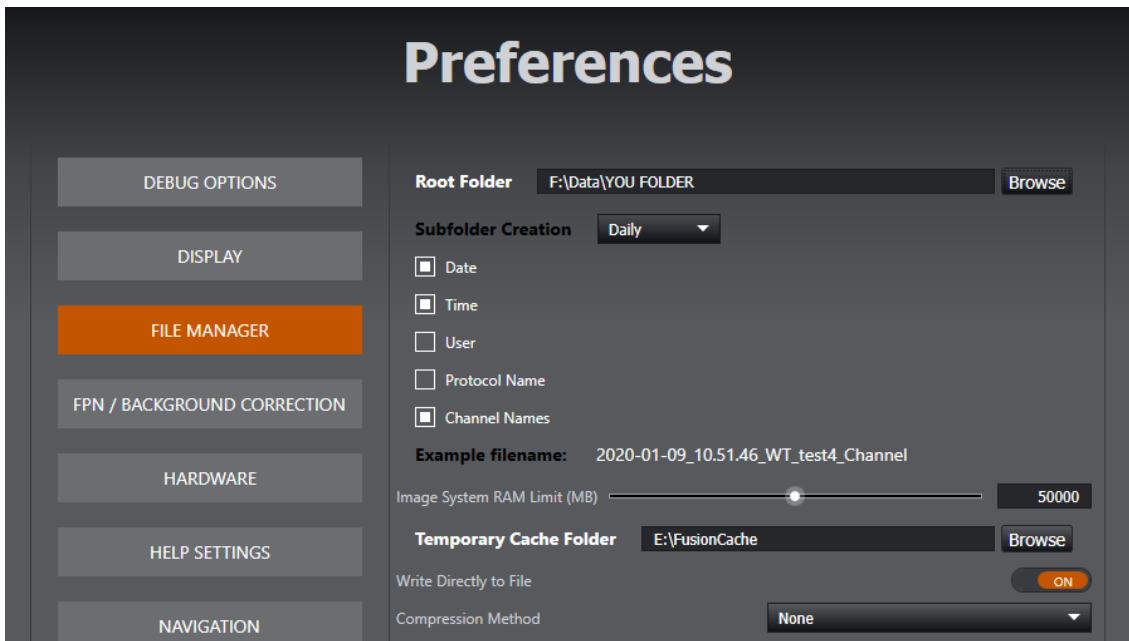 Preferences
DEBUG OPTIONS
DISPLAY
FILE MANAGER
FPN / BACKGROUND CORRECTION
HARDWARE
HELP SETTINGS
NAVIGATION
Root Folder F:\Data\YOU FOLDER Browse
Subfolder Creation Daily
Date
Time
User
Protocol Name
Channel Names
Example filename: 2020-01-09_10.51.46_WT_test4_Channel
Image System RAM Limit (MB) 50000
Temporary Cache Folder E:\FusionCache Browse
Write Directly to File ON
Compression Method None